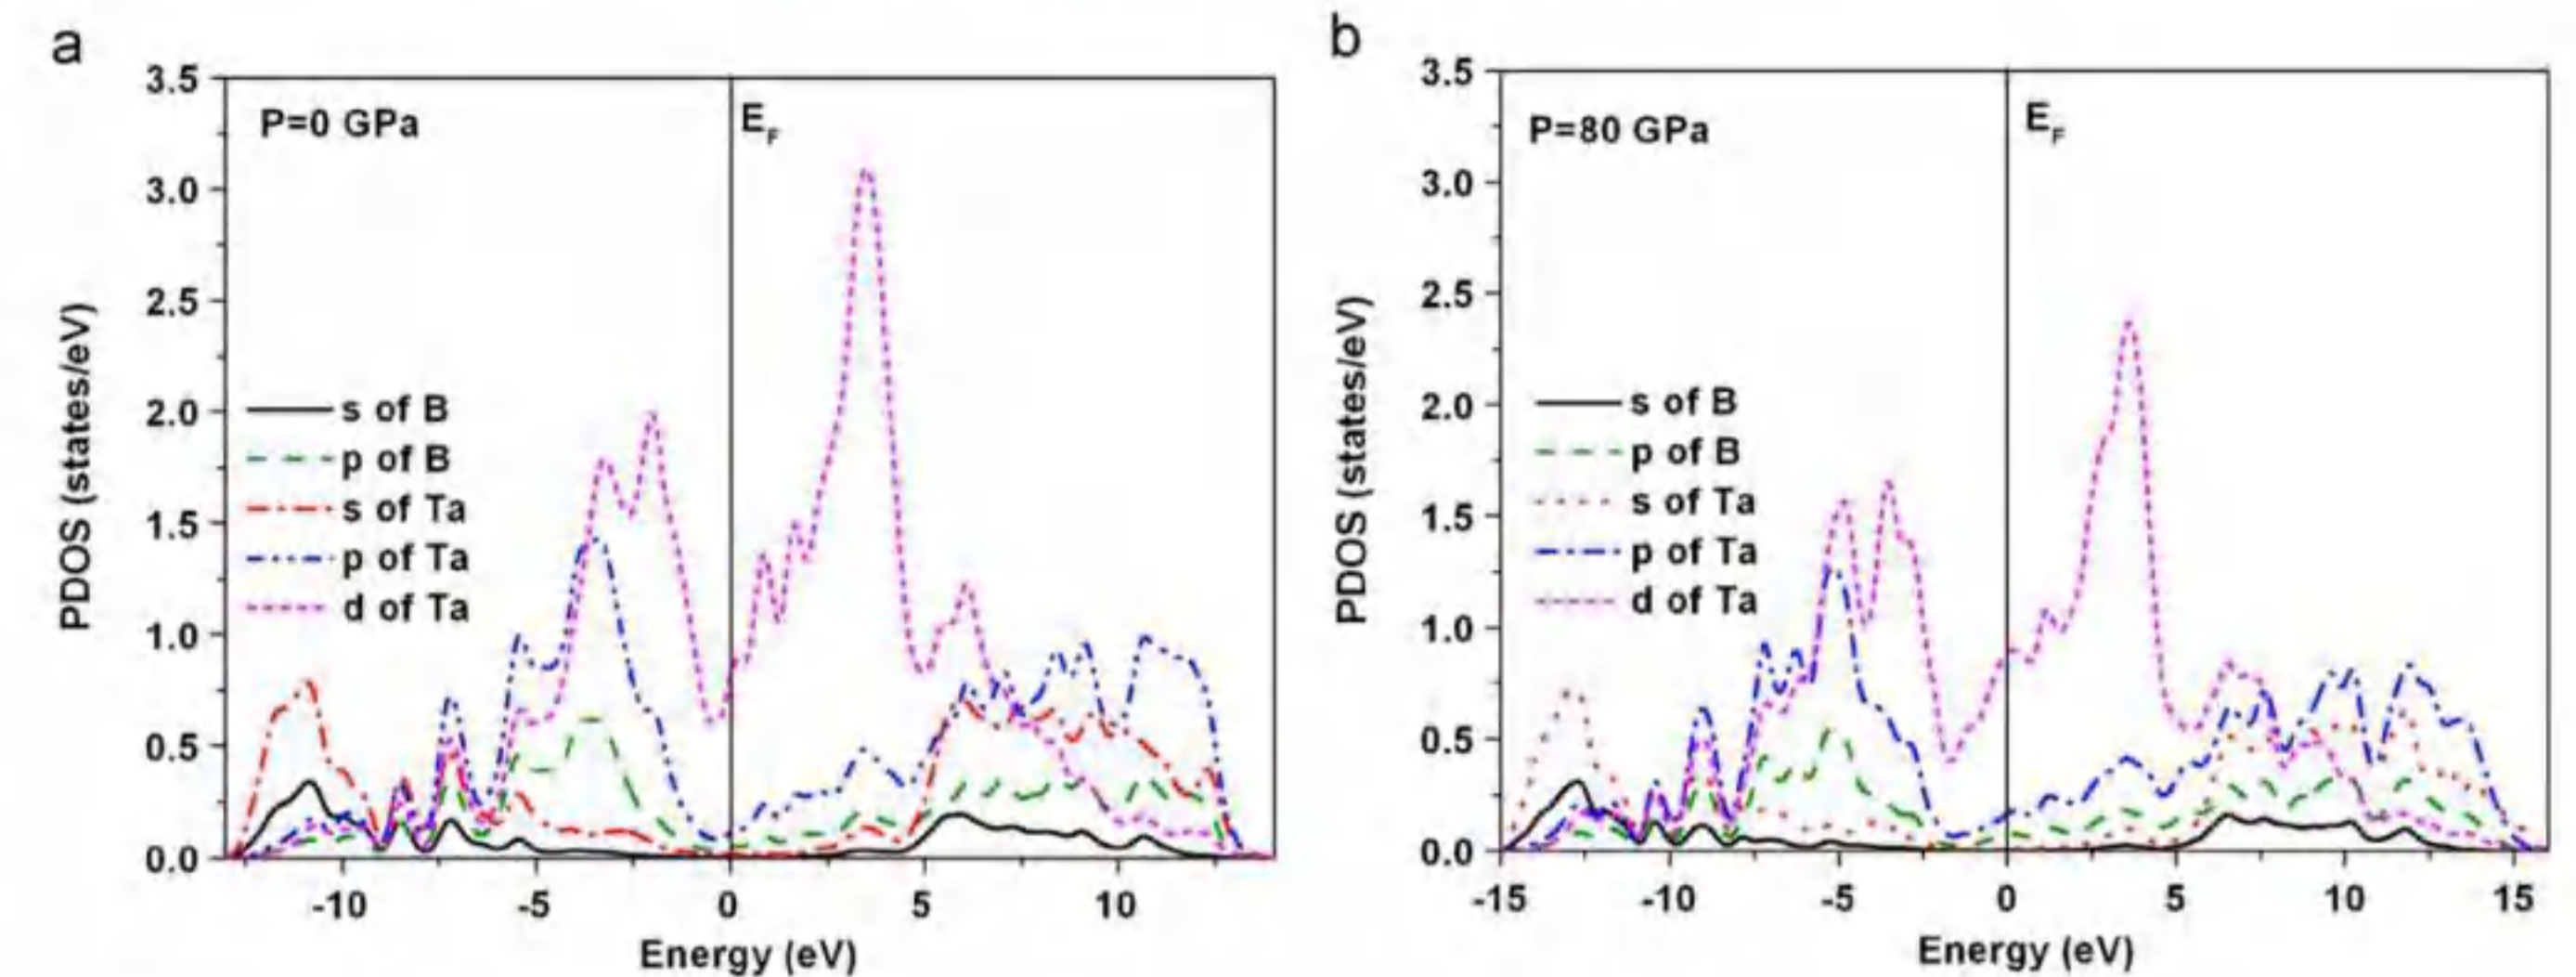 a
3.5
3.0
2.5
2.0
1.5
1.0
0.5
0.0
PDOS (states/eV)
P=0 GPa
E_F
s of B
p of B
s of Ta
p of Ta
d of Ta
-10 -5 0 5 10
Energy (eV)
b
3.5
3.0
2.5
2.0
1.5
1.0
0.5
0.0
PDOS (states/eV)
P=80 GPa
E_F
s of B
p of B
s of Ta
p of Ta
d of Ta
-15 -10 -5 0 5 10 15
Energy (eV)